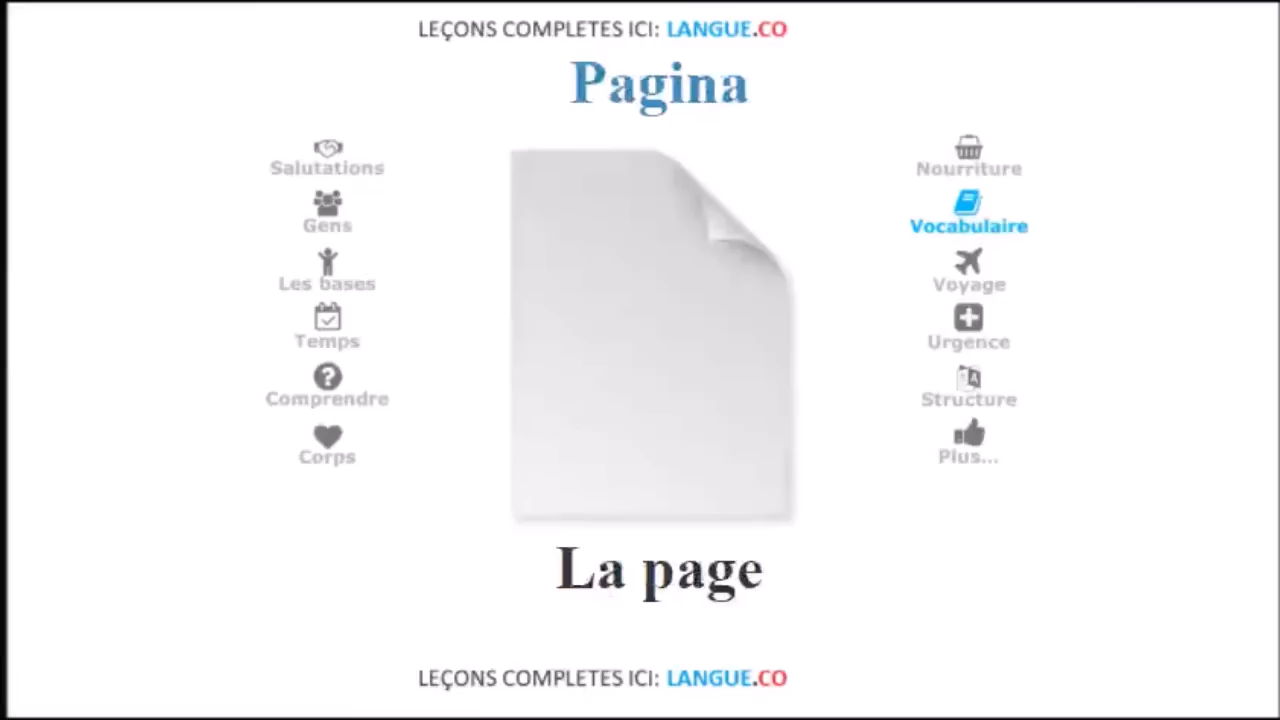 LEÇONS COMPLETES ICI: LANGUE.CO
Pagina
Salutations
Gens
Les bases
Temps
Comprendre
Corps
Nourriture
Vocabulaire
Voyage
Urgence
Structure
Plus...
La page
LEÇONS COMPLETES ICI: LANGUE.CO